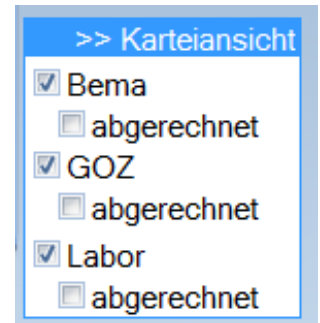 >> Karteiansicht
Bema
abgerechnet
GOZ
abgerechnet
Labor
abgerechnet